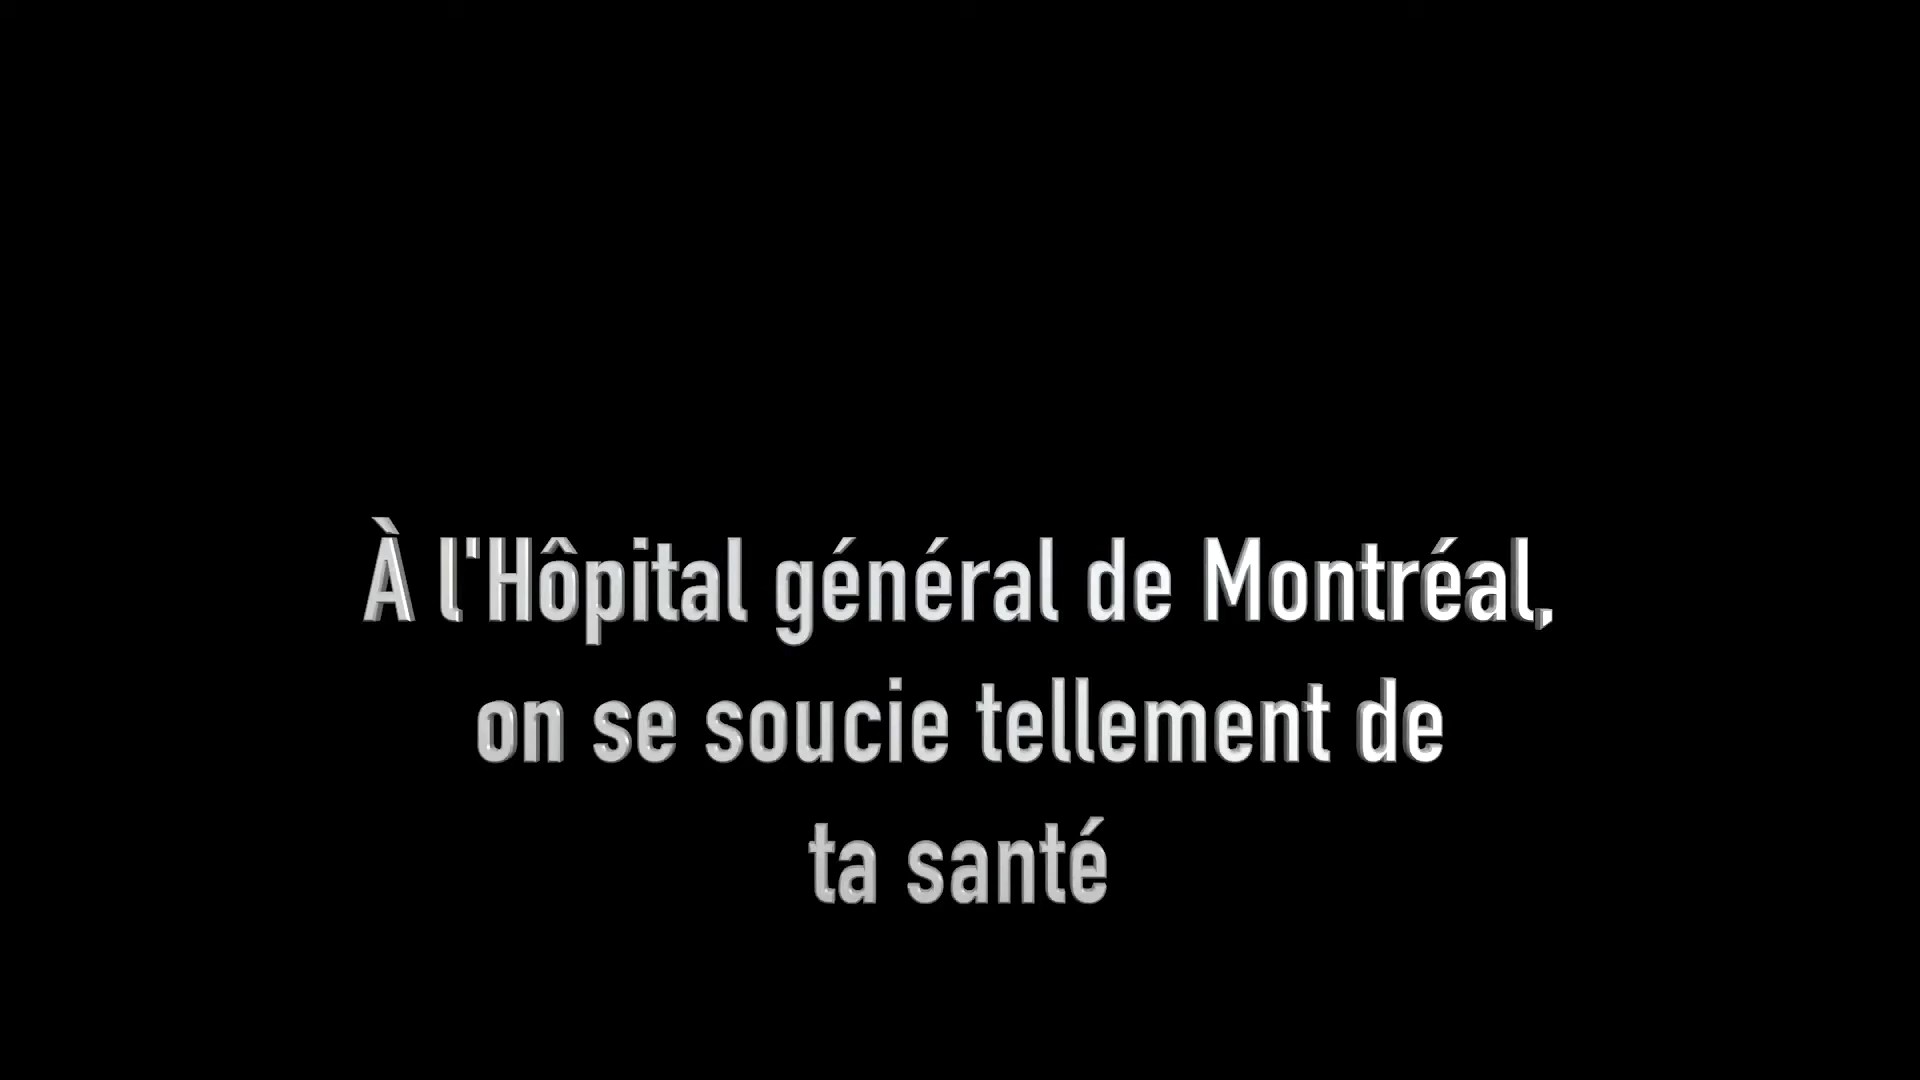 À l'Hôpital général de Montréal,
on se soucie tellement de
ta santé